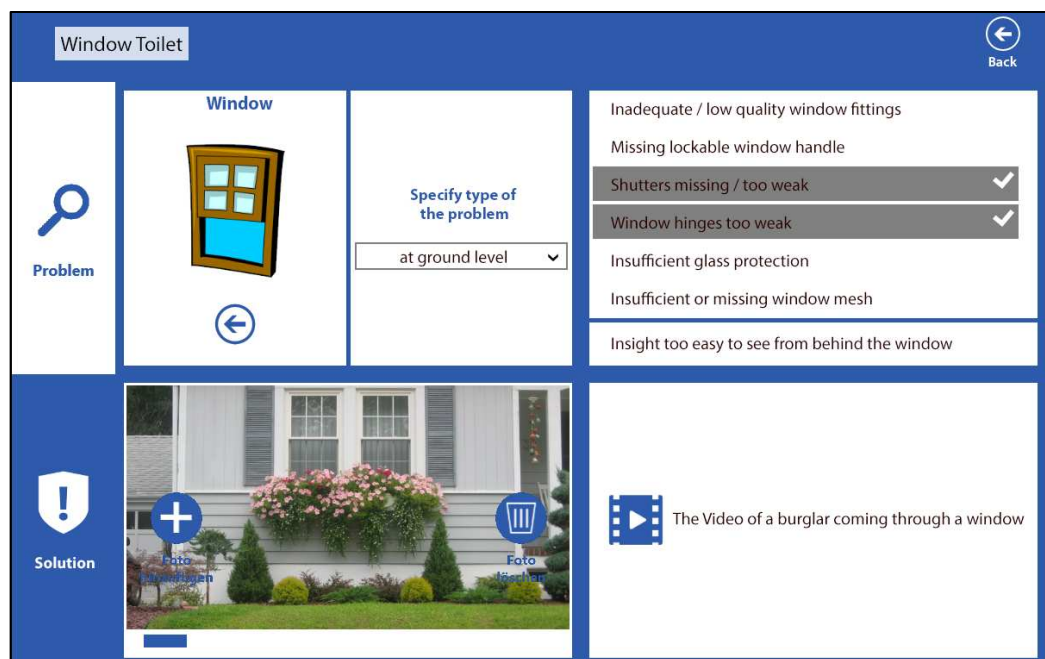 Window Toilet
Back
Problem
Window
Specify type of
the problem
at ground level
Inadequate / low quality window fittings
Missing lockable window handle
Shutters missing / too weak
Window hinges too weak
Insufficient glass protection
Insufficient or missing window mesh
Insight too easy to see from behind the window
Solution
Foto
hinzufügen
Foto
löschen
The Video of a burglar coming through a window